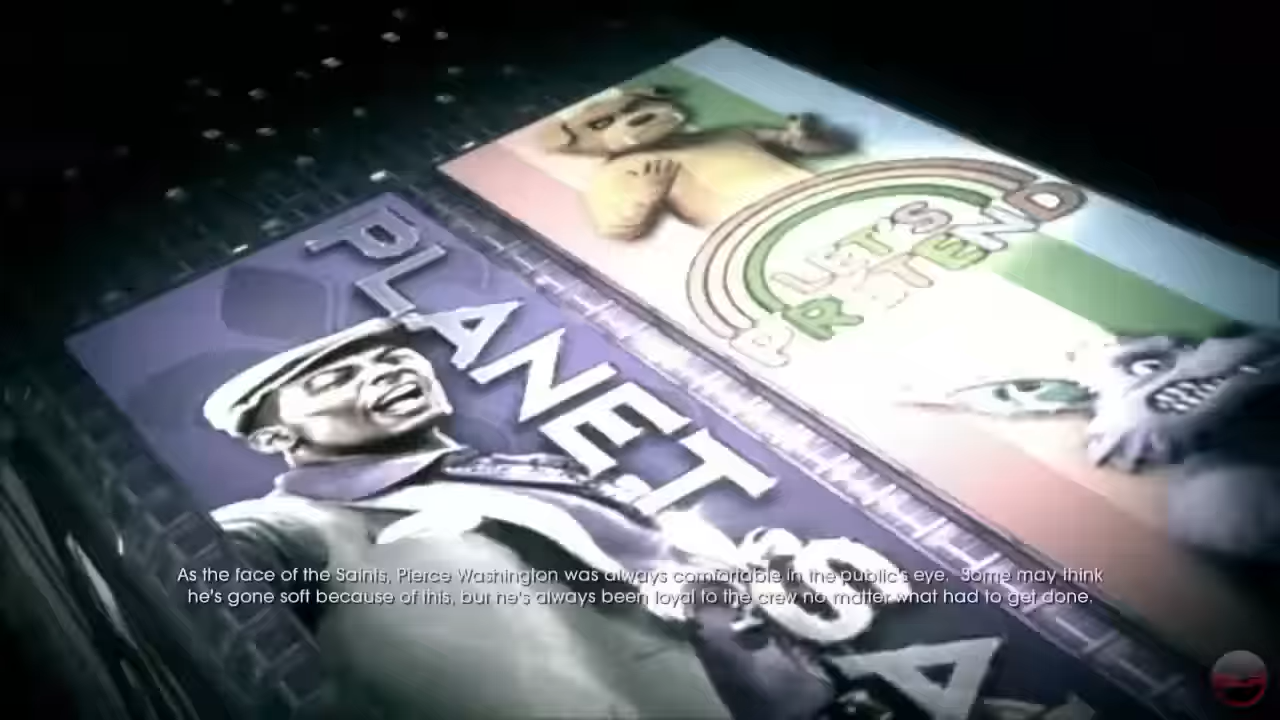 LET'S
PRETEND
PLANET
SA
As the face of the Saints, Pierce Washington was always comfortable in the public's eye.  Some may think
he's gone soft because of this, but he's always been loyal to the crew no matter what had to get done.